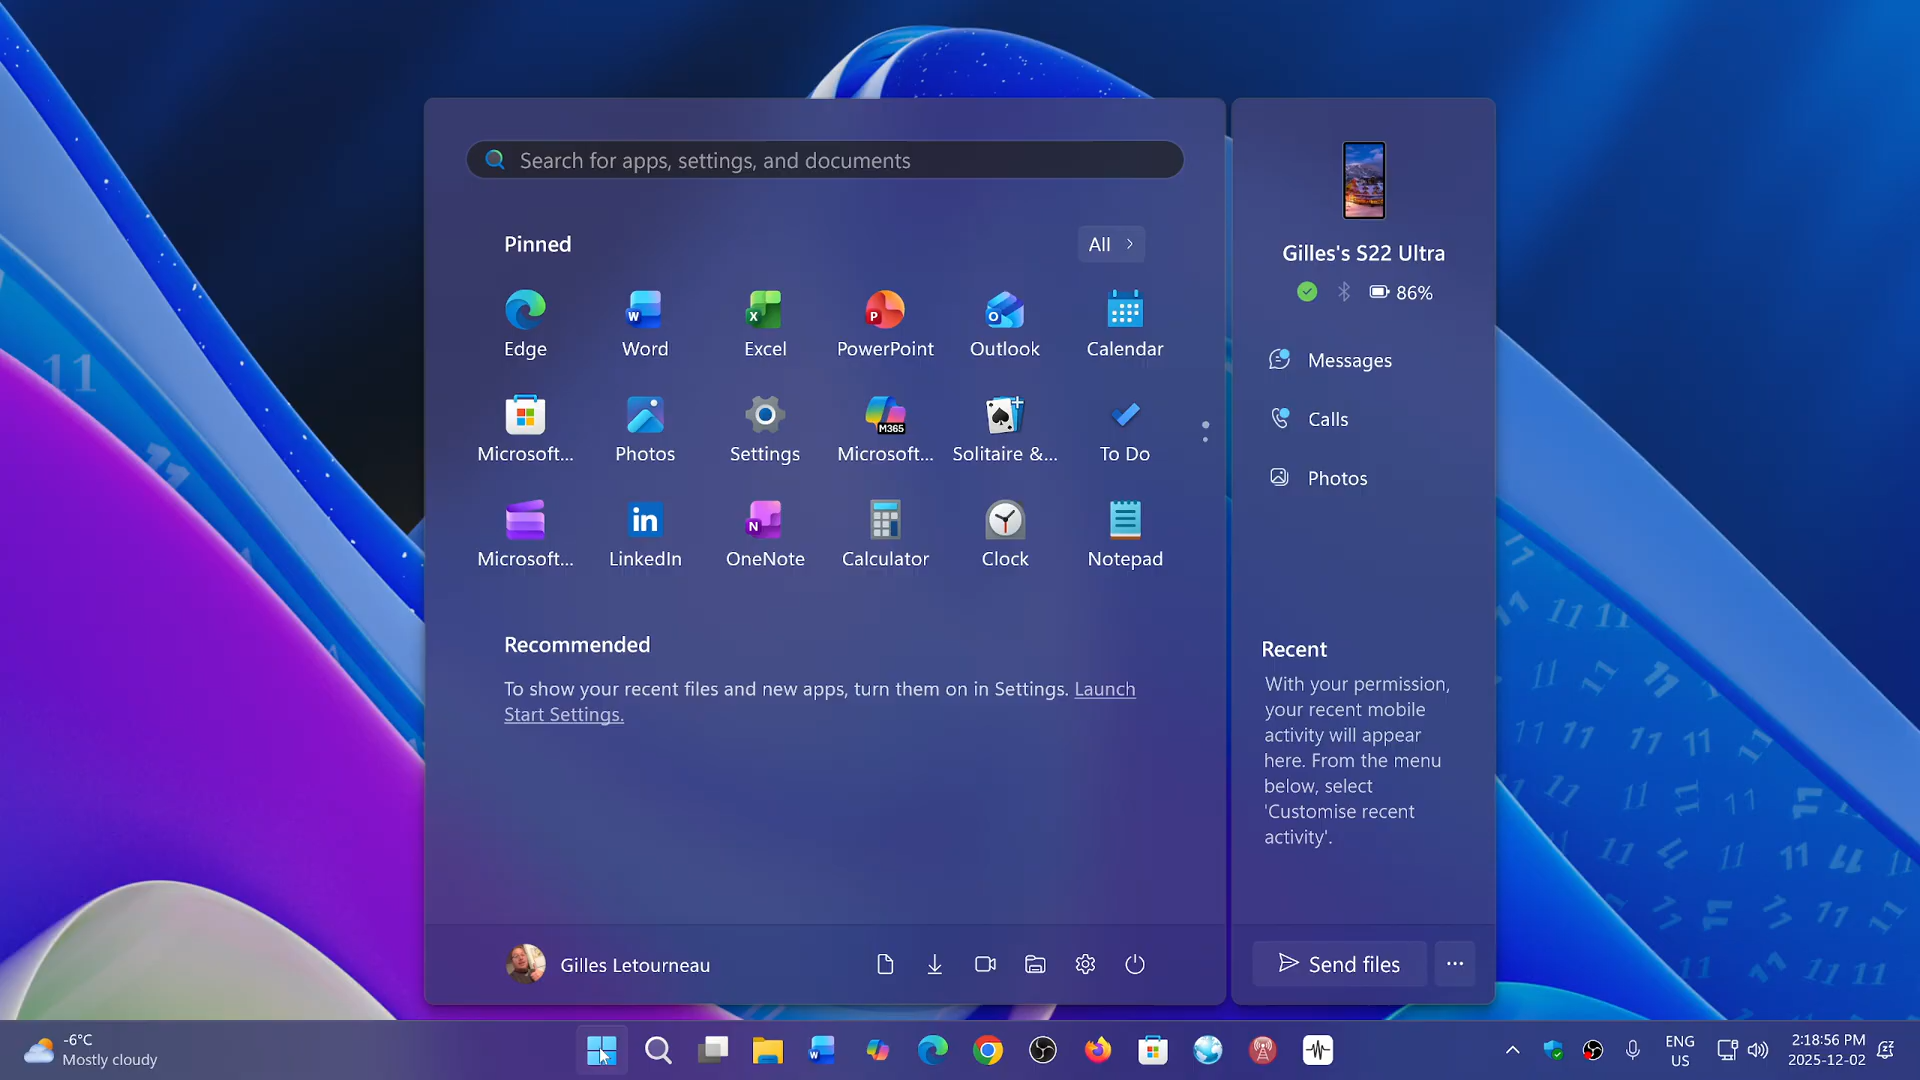 Search for apps, settings, and documents
Pinned
All
Edge
Word
Excel
PowerPoint
Outlook
Calendar
Microsoft...
Photos
Settings
M365
Microsoft...
Solitaire &...
To Do
Microsoft...
LinkedIn
OneNote
Calculator
Clock
Notepad
Recommended
To show your recent files and new apps, turn them on in Settings. Launch
Start Settings.
Gilles Letourneau
Gilles's S22 Ultra
86%
Messages
Calls
Photos
Recent
With your permission,
your recent mobile
activity will appear
here. From the menu
below, select
'Customise recent
activity'.
Send files
-6°C
Mostly cloudy
ENG
US
2:18:56 PM
2025-12-02